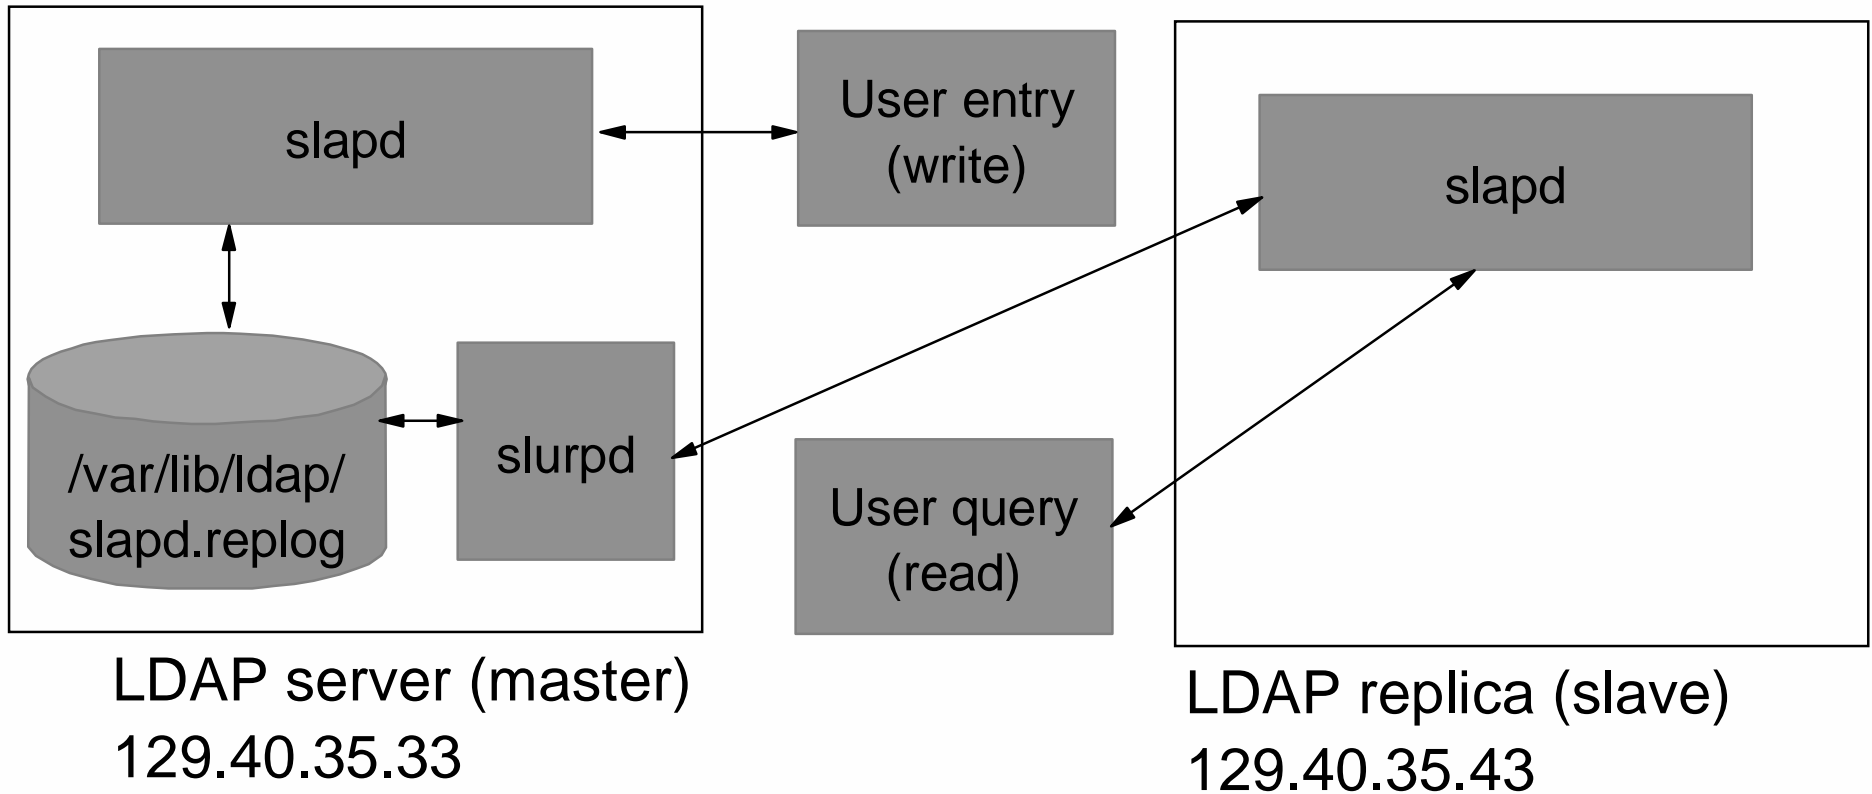 slapd
User entry
(write)
slapd
/var/lib/ldap/
slapd.replog
slurpd
User query
(read)
LDAP server (master)
129.40.35.33
LDAP replica (slave)
129.40.35.43